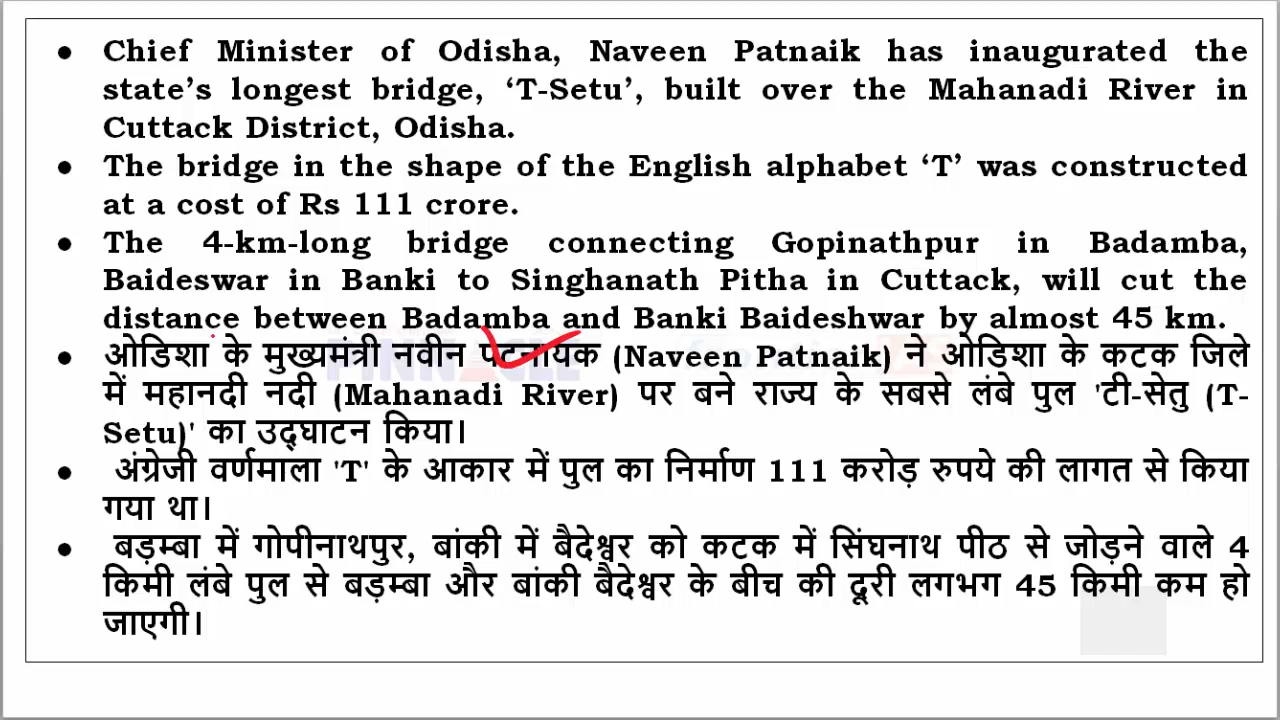 ● Chief Minister of Odisha, Naveen Patnaik has inaugurated the
state’s longest bridge, ‘T-Setu’, built over the Mahanadi River in
Cuttack District, Odisha.
● The bridge in the shape of the English alphabet ‘T’ was constructed
at a cost of Rs 111 crore.
● The 4-km-long bridge connecting Gopinathpur in Badamba,
Baideswar in Banki to Singhanath Pitha in Cuttack, will cut the
distance between Badamba and Banki Baideshwar by almost 45 km.
● ओडिशा के मुख्यमंत्री नवीन पटनायक (Naveen Patnaik) ने ओडिशा के कटक जिले
में महानदी नदी (Mahanadi River) पर बने राज्य के सबसे लंबे पुल 'टी-सेतु (T-
Setu)' का उद्घाटन किया।
● अंग्रेजी वर्णमाला 'T' के आकार में पुल का निर्माण 111 करोड़ रुपये की लागत से किया
गया था।
● बड़म्बा में गोपीनाथपुर, बांकी में बैदेश्वर को कटक में सिंघनाथ पीठ से जोड़ने वाले 4
किमी लंबे पुल से बड़म्बा और बांकी बैदेश्वर के बीच की दूरी लगभग 45 किमी कम हो
जाएगी।